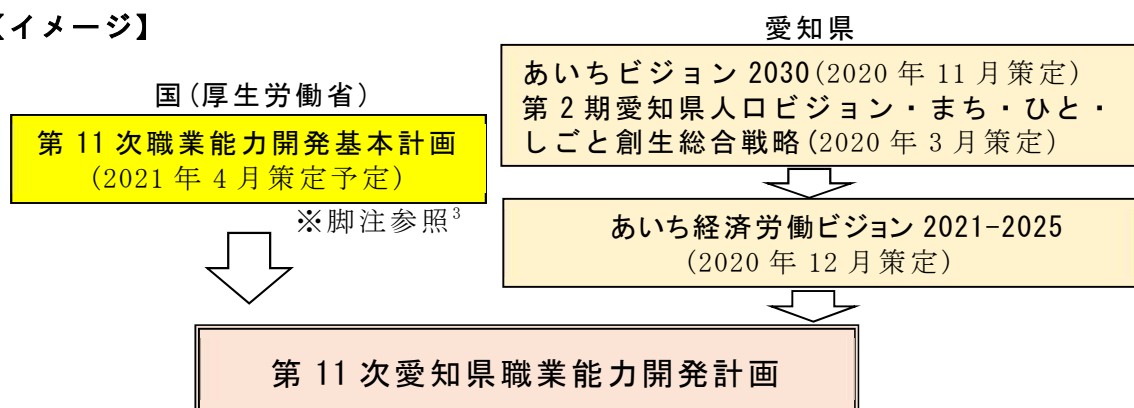 【イメージ】
愛知県
国(厚生労働省)
第 11 次職業能力開発基本計画
(2021 年 4 月策定予定)
※脚注参照3
あいちビジョン 2030(2020 年 11 月策定)
第 2 期愛知県人口ビジョン・まち・ひと・
しごと創生総合戦略(2020 年 3 月策定)
あいち経済労働ビジョン 2021-2025
(2020 年 12 月策定)
第 11 次愛知県職業能力開発計画